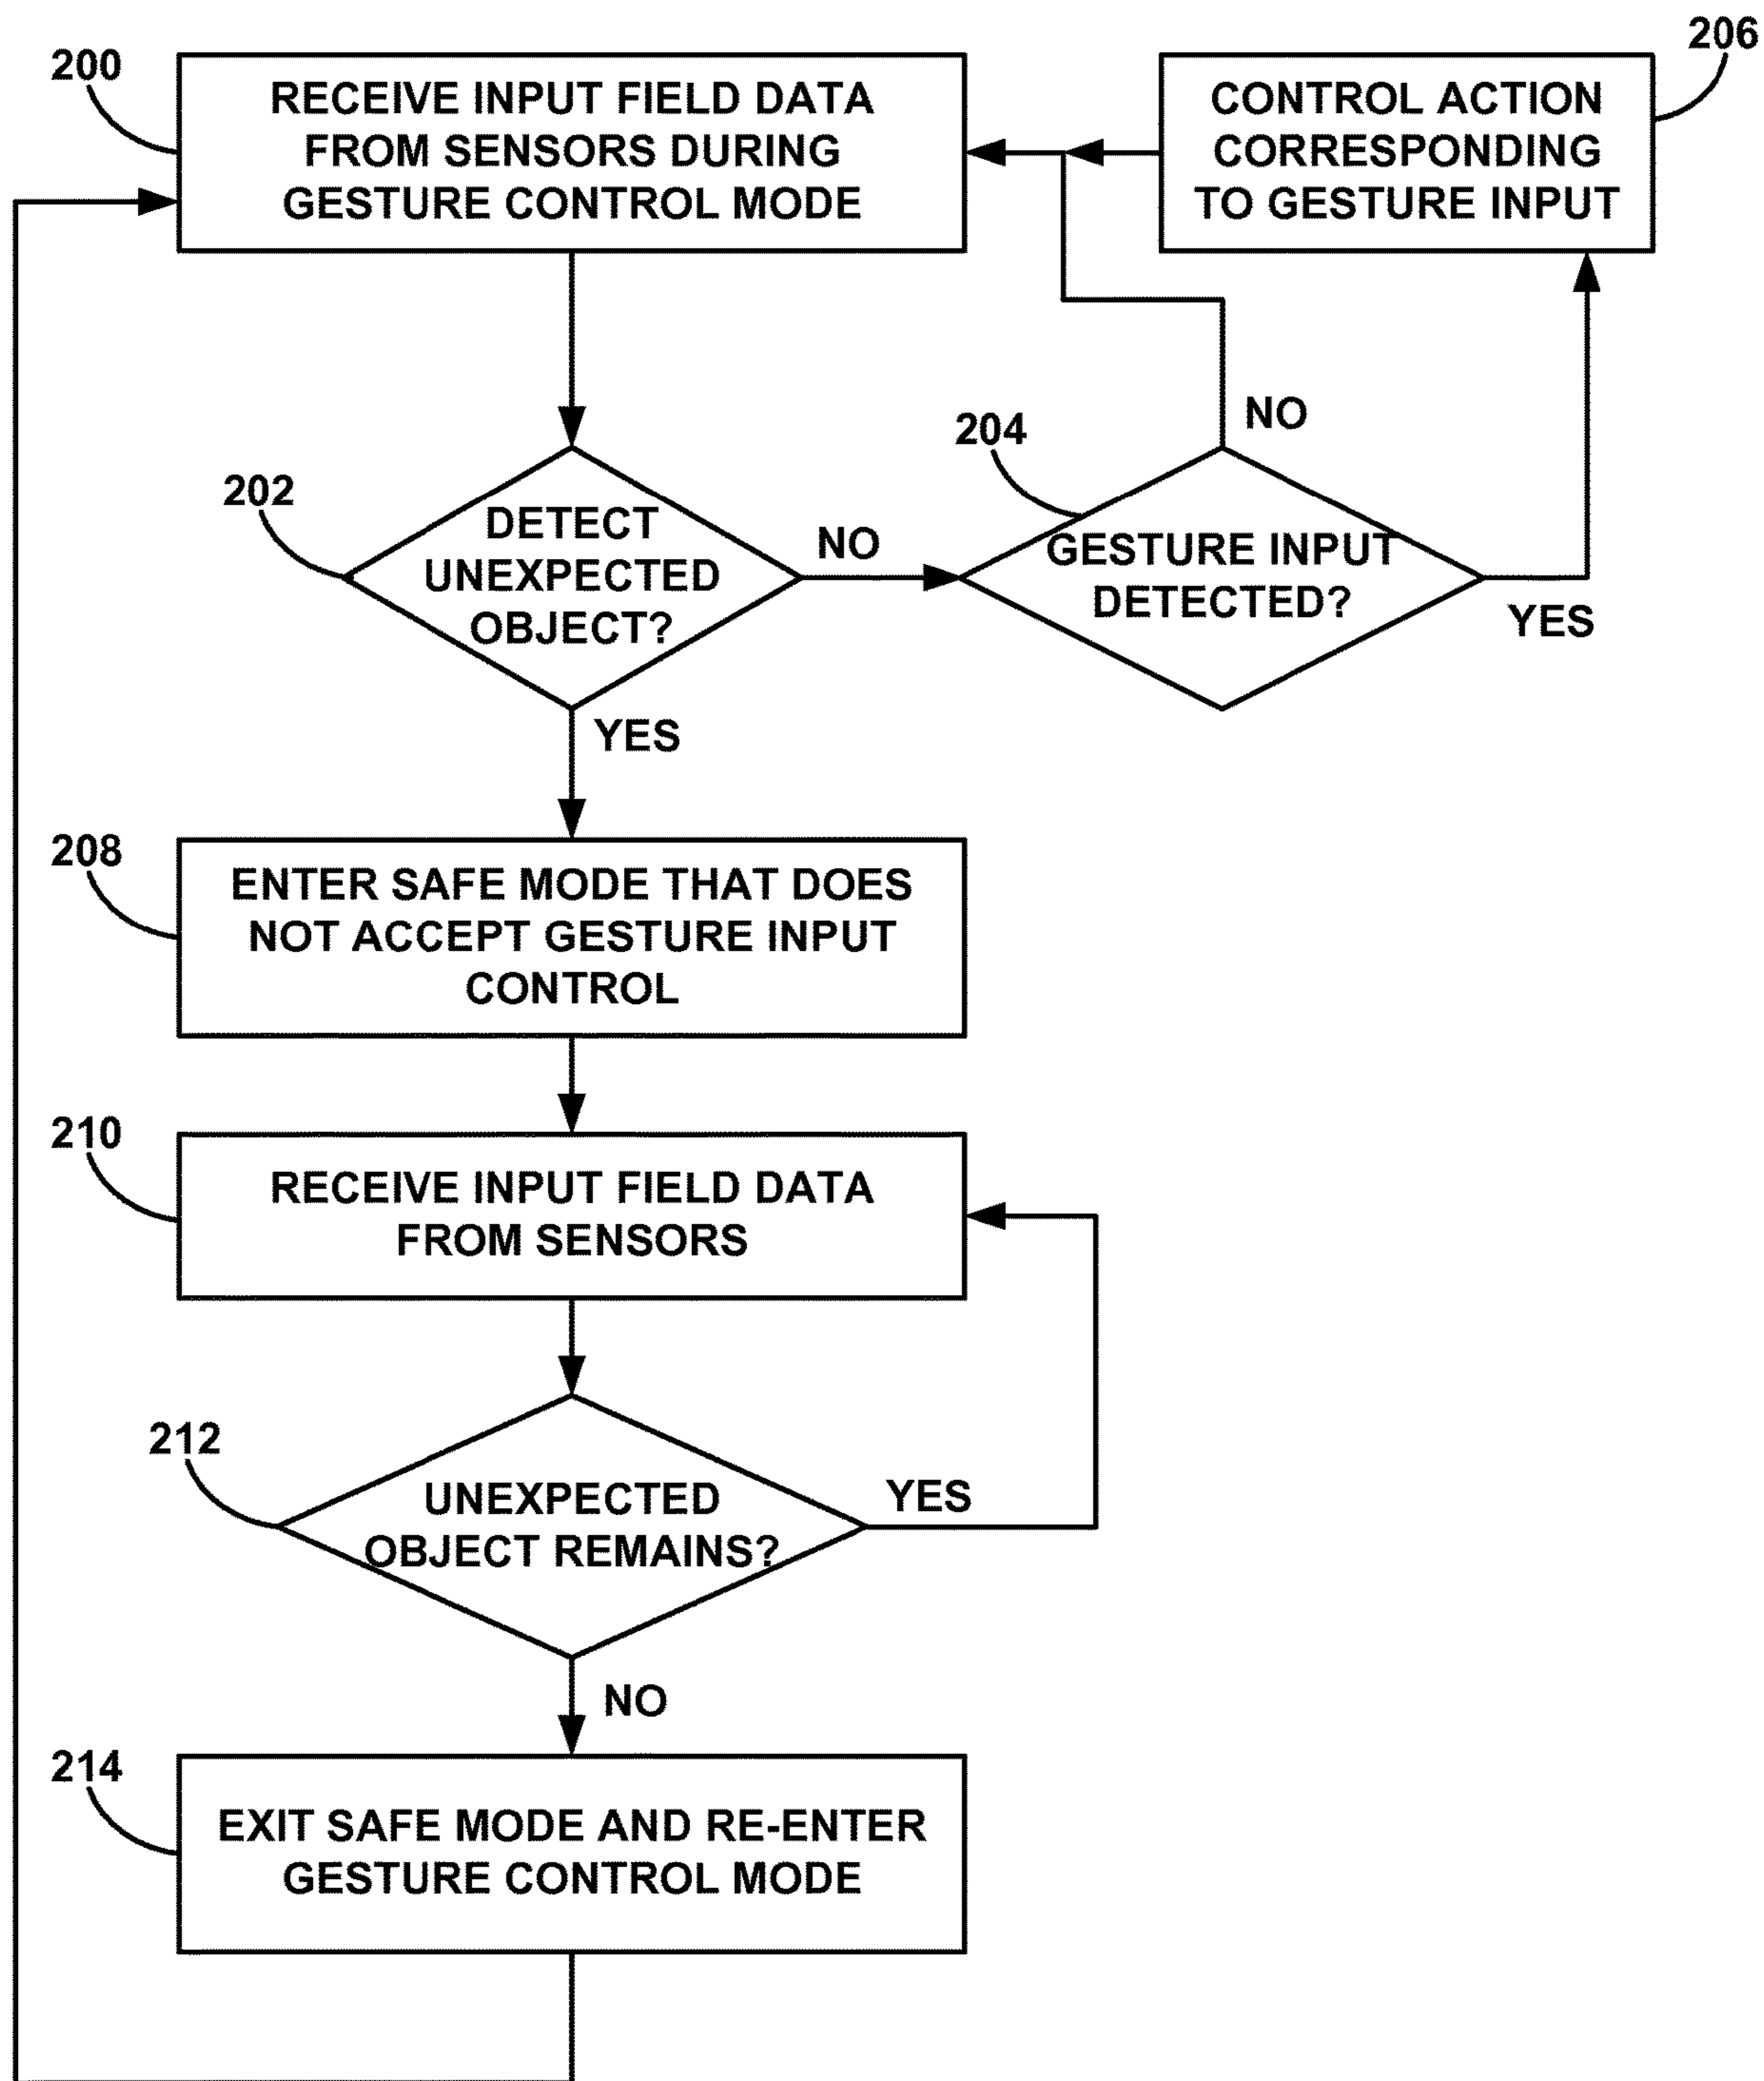 200
RECEIVE INPUT FIELD DATA
FROM SENSORS DURING
GESTURE CONTROL MODE
206
CONTROL ACTION
CORRESPONDING
TO GESTURE INPUT
202
DETECT
UNEXPECTED
OBJECT?
NO
204
GESTURE INPUT
DETECTED?
NO
YES
YES
208
ENTER SAFE MODE THAT DOES
NOT ACCEPT GESTURE INPUT
CONTROL
210
RECEIVE INPUT FIELD DATA
FROM SENSORS
212
UNEXPECTED
OBJECT REMAINS?
YES
NO
214
EXIT SAFE MODE AND RE-ENTER
GESTURE CONTROL MODE